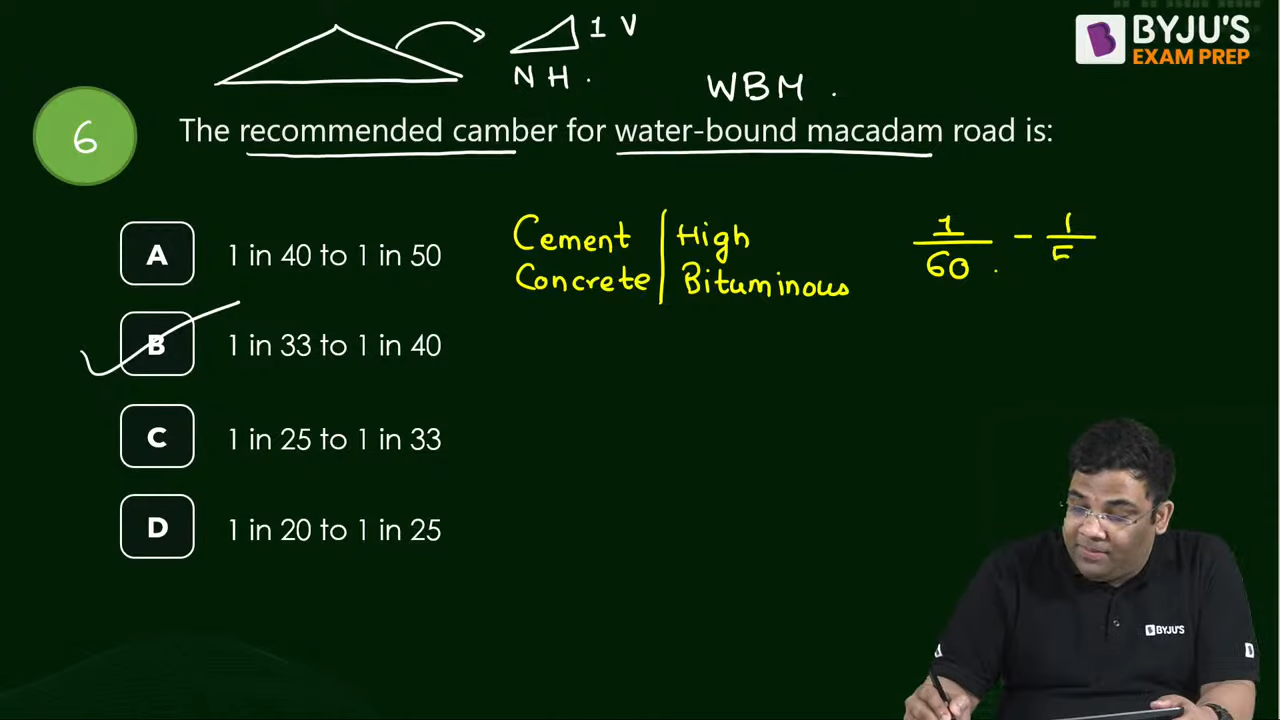 1 V
N H .
WBM .
BYJU'S
EXAM PREP
6
The recommended camber for water-bound macadam road is:
A
1 in 40 to 1 in 50
B
1 in 33 to 1 in 40
C
1 in 25 to 1 in 33
D
1 in 20 to 1 in 25
Cement | High
Concrete | Bituminous
1/60 - 1/5
BYJU'S